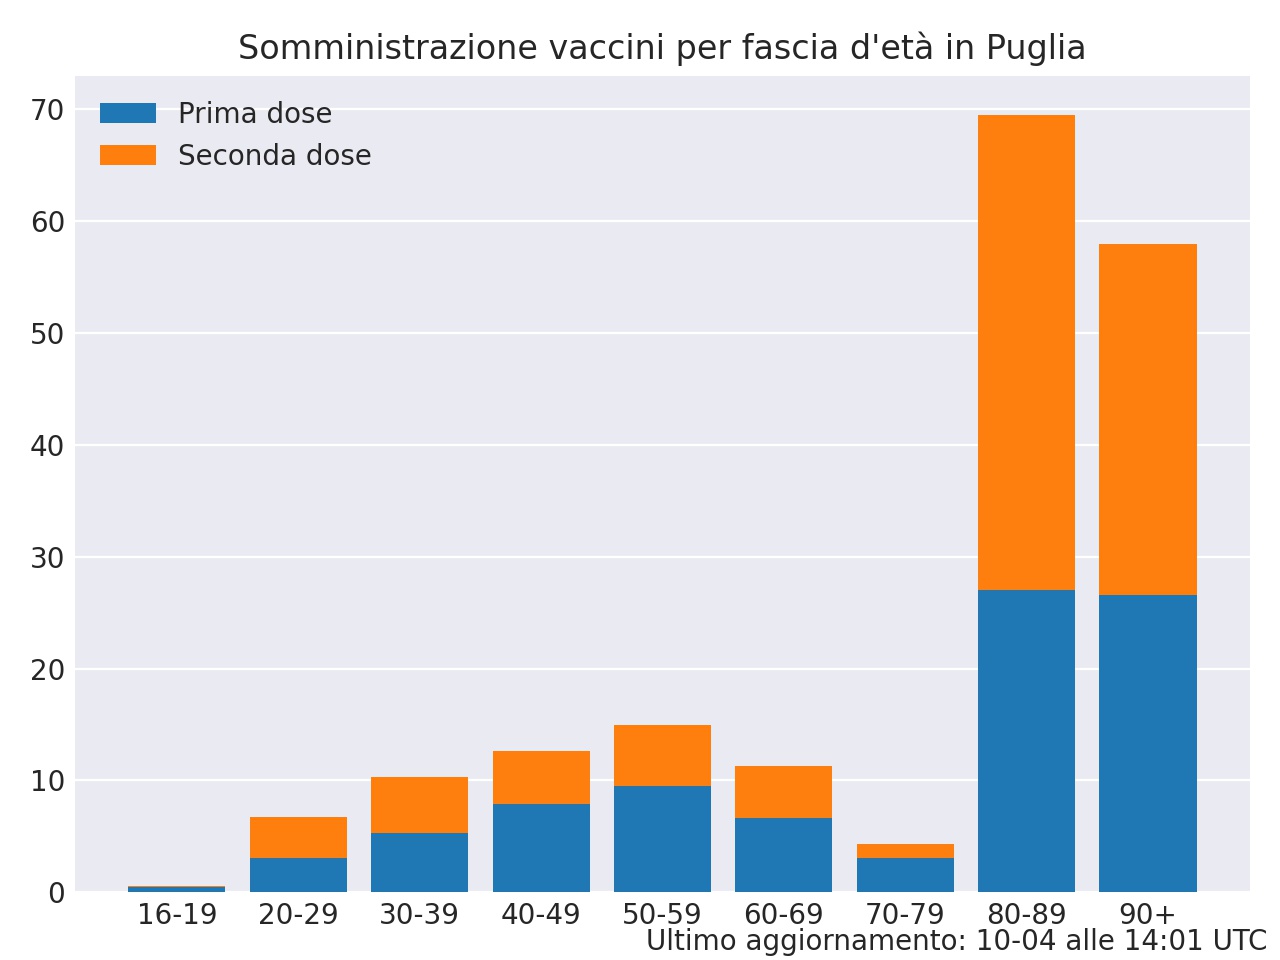 Somministrazione vaccini per fascia d'età in Puglia
Prima dose
Seconda dose
70
60
50
40
30
20
10
0
16-19 20-29 30-39 40-49 50-59 60-69 70-79 80-89 90+
Ultimo aggiornamento: 10-04 alle 14:01 UTC